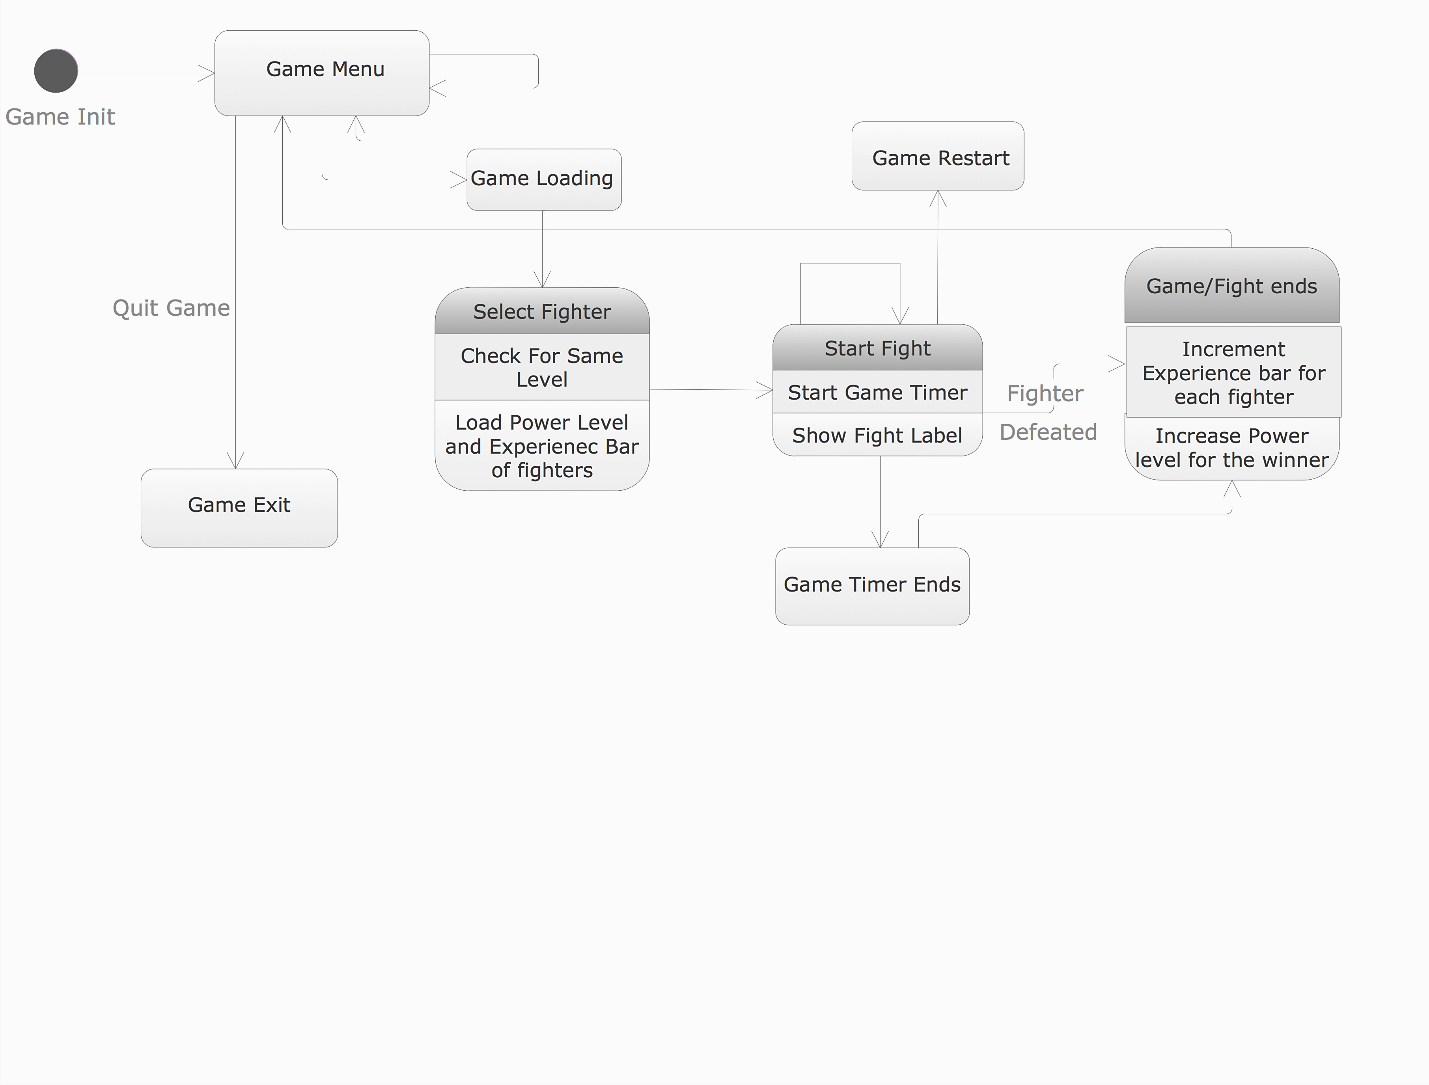 Game Menu
Game Init
Game Restart
Game Loading
Game/Fight ends
Quit Game
Select Fighter
Check For Same
Level
Load Power Level
and Experienec Bar
of fighters
Start Fight
Start Game Timer
Show Fight Label
Fighter
Defeated
Increment
Experience bar for
each fighter
Increase Power
level for the winner
Game Exit
Game Timer Ends